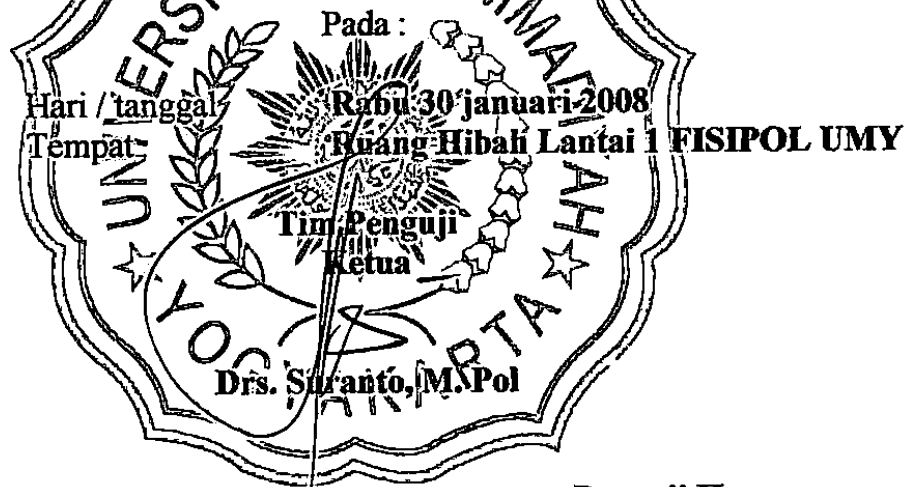 Pada :
Hari / tanggal : Rabu 30 januari 2008
Tempat : Ruang Hibah Lantai 1 FISIPOL UMY
Tim Penguji
Ketua
Drs. Suranto, M. Pol
YOGYAKARTA